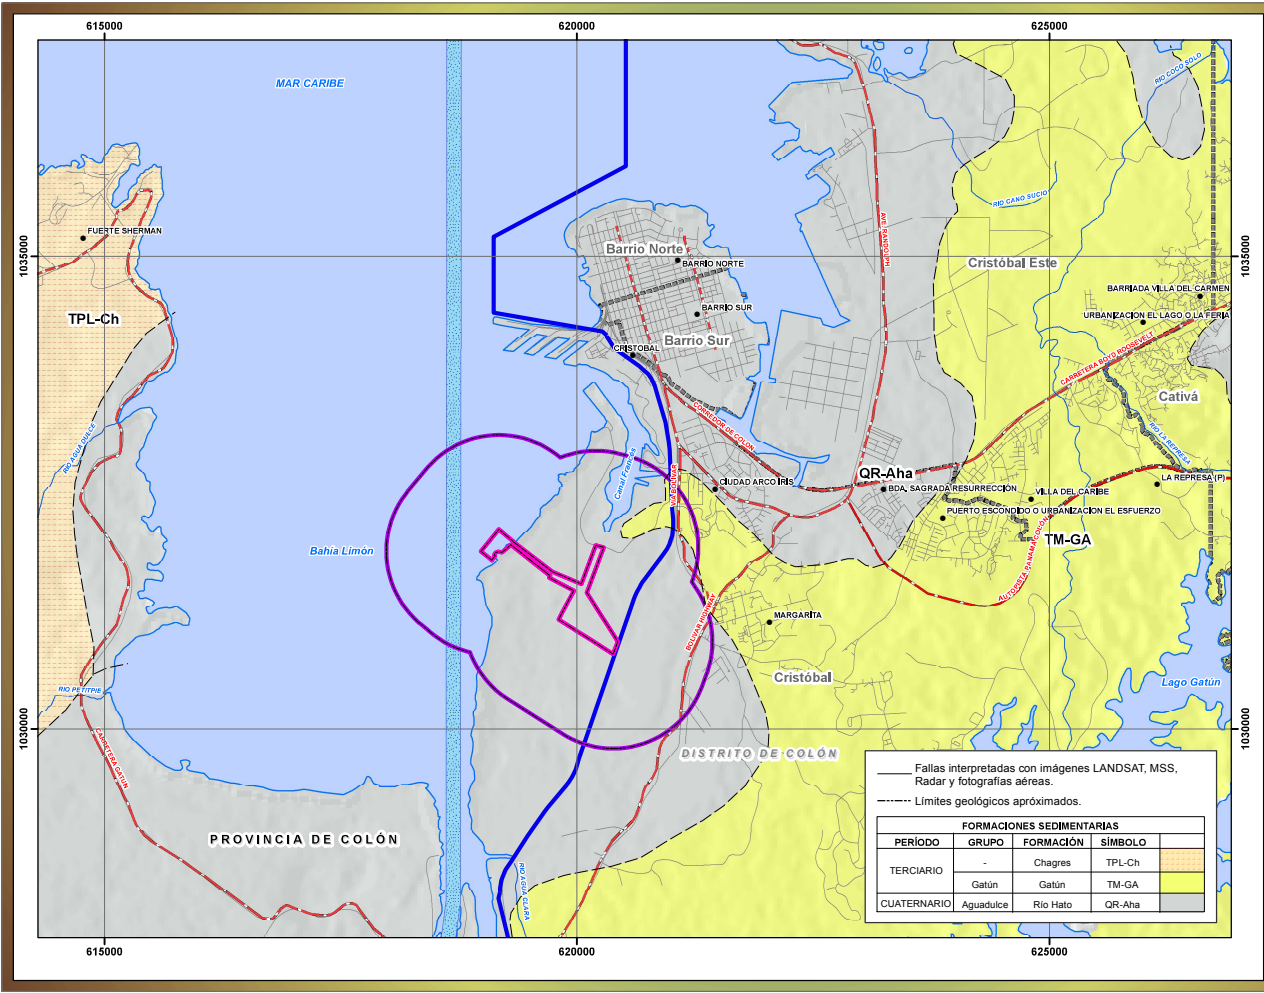 615000
620000
625000
MAR CARIBE
RIO COCO SOLO
RIO CAÑO SUCIO
FUERTE SHERMAN
AVE. RANDOLPH
1035000
1035000
Barrio Norte
BARRIO NORTE
Cristóbal Este
BARRIADA VILLA DEL CARMEN
TPL-Ch
BARRIO SUR
URBANIZACION EL LAGO O LA FERIA
Barrio Sur
CRISTOBAL
CARRETERA BOYD ROOSEVELT
Cativá
RIO AGUA DULCE
CORREDOR DE COLON
RIO LA REPRESA
Canal Francés
VIA BOLIVAR
QR-Aha
LA REPRESA (P)
CIUDAD ARCO IRIS
BDA. SAGRADA RESURRECCIÓN
VILLA DEL CARIBE
PUERTO ESCONDIDO O URBANIZACION EL ESFUERZO
TM-GA
Bahía Limón
AUTOPISTA PANAMA COLÓN
BOLIVAR HIGHWAY
MARGARITA
Cristóbal
Lago Gatún
RIO PETITPIE
1030000
1030000
CARRETERA GATUN
DISTRITO DE COLÓN
PROVINCIA DE COLÓN
RIO AGUA CLARA
Fallas interpretadas con imágenes LANDSAT, MSS,
Radar y fotografías aéreas.
Límites geológicos apróximados.
FORMACIONES SEDIMENTARIAS
PERÍODO GRUPO FORMACIÓN SÍMBOLO
TERCIARIO - Chagres TPL-Ch
Gatún Gatún TM-GA
CUATERNARIO Aguadulce Río Hato QR-Aha
615000
620000
625000